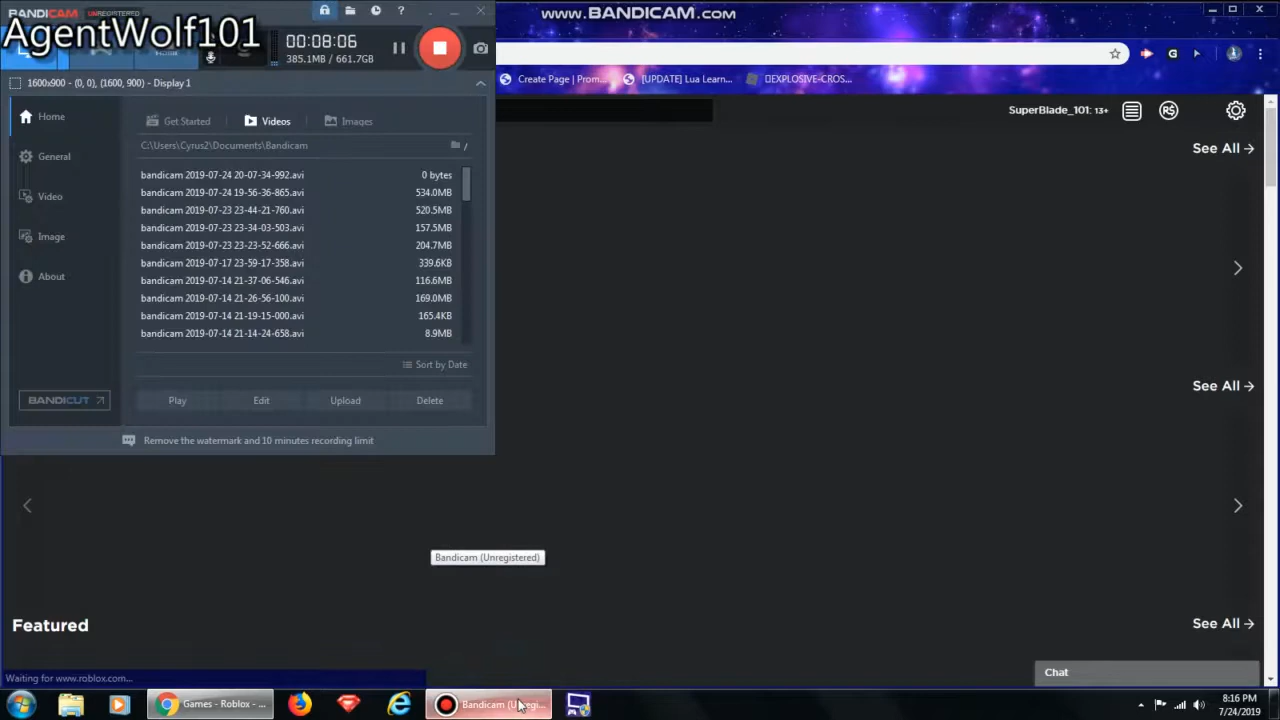 BANDICAM UNREGISTERED
www.BANDICAM.com
AgentWolf101
00:08:06
385.1MB / 661.7GB
1600x900 - (0, 0), (1600, 900) - Display 1
Create Page | Prom...
[UPDATE] Lua Learn...
EXPLOSIVE-CROS...
SuperBlade_101: 13+
Home
General
Video
Image
About
BANDICUT
Get Started
Videos
Images
C:\Users\Cyrus2\Documents\Bandicam
bandicam 2019-07-24 20-07-34-992.avi 0 bytes
bandicam 2019-07-24 19-56-36-865.avi 534.0MB
bandicam 2019-07-23 23-44-21-760.avi 520.5MB
bandicam 2019-07-23 23-34-03-503.avi 157.5MB
bandicam 2019-07-23 23-23-52-666.avi 204.7MB
bandicam 2019-07-17 23-59-17-358.avi 339.6KB
bandicam 2019-07-14 21-37-06-546.avi 116.6MB
bandicam 2019-07-14 21-26-56-100.avi 169.0MB
bandicam 2019-07-14 21-19-15-000.avi 165.4KB
bandicam 2019-07-14 21-14-24-658.avi 8.9MB
Sort by Date
Play Edit Upload Delete
Remove the watermark and 10 minutes recording limit
See All
See All
Bandicam (Unregistered)
Featured
See All
Chat
Waiting for www.roblox.com...
Games - Roblox - ...
Bandicam (Unregi...
8:16 PM
7/24/2019